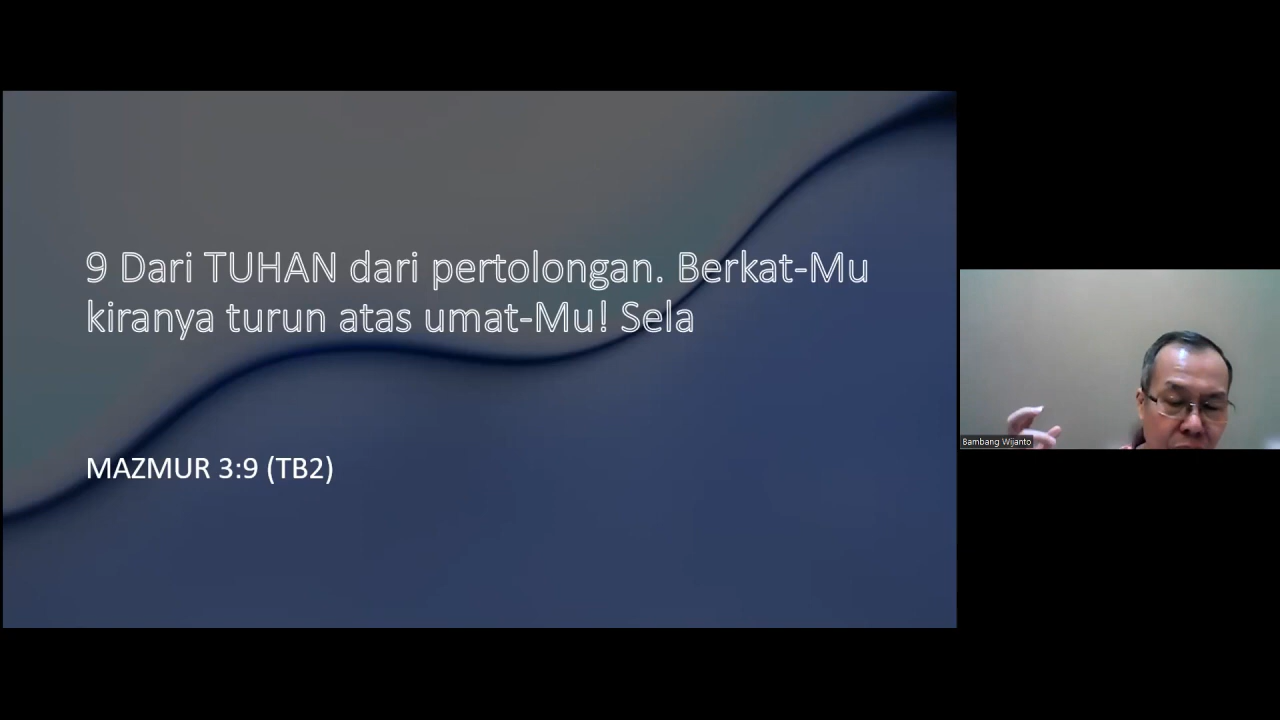 9 Dari TUHAN dari pertolongan. Berkat-Mu
kiranya turun atas umat-Mu! Sela
MAZMUR 3:9 (TB2)
Bambang Wijanto